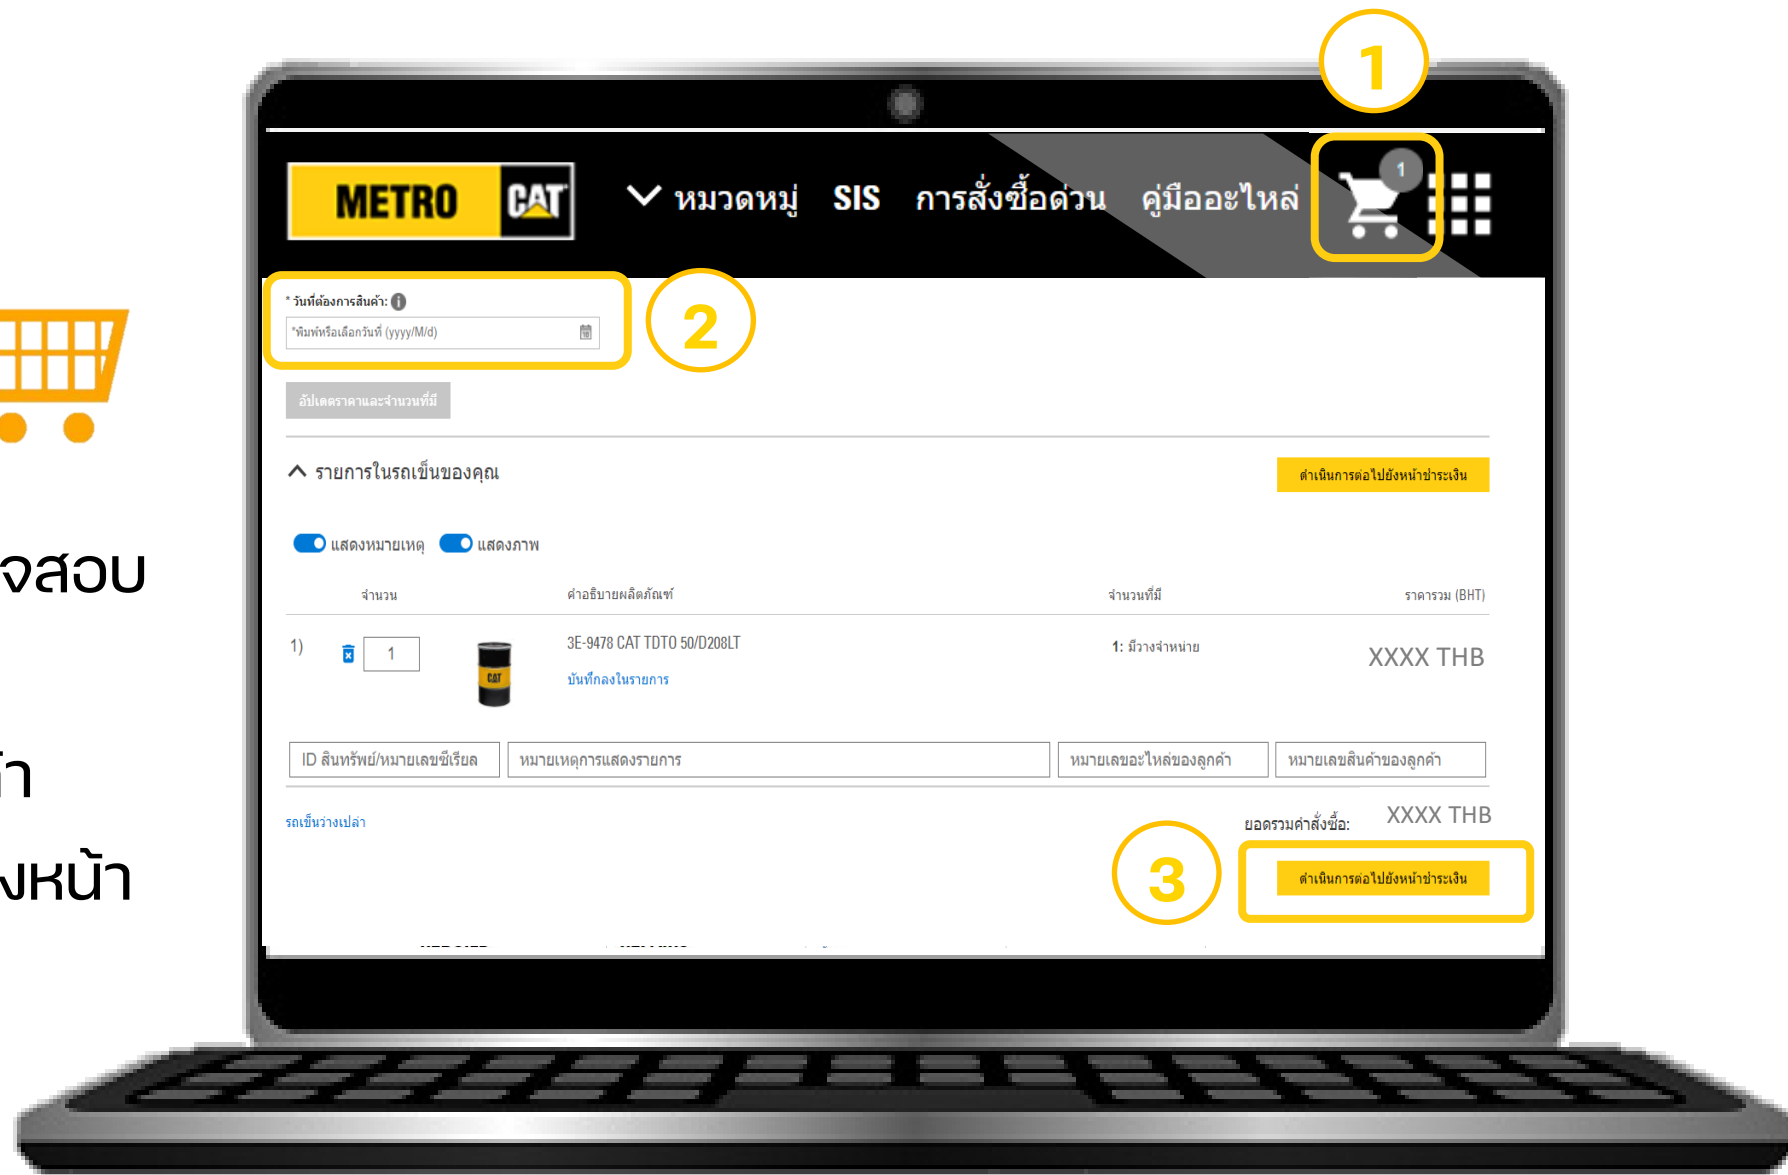 1
METRO CAT
หมวดหมู่ SIS การสั่งซื้อด่วน คู่มืออะไหล่ 1
* วันที่ต้องการสินค้า:
*พิมพ์หรือเลือกวันที่ (yyyy/M/d)
2
อัปเดตราคาและจำนวนที่มี
รายการในรถเข็นของคุณ
ดำเนินการต่อไปยังหน้าชำระเงิน
แสดงหมายเหตุ แสดงภาพ
จำนวน คำอธิบายผลิตภัณฑ์ จำนวนที่มี ราคารวม (BHT)
1) 1 CAT 3E-9478 CAT TDTO 50/D208LT 1: มีวางจำหน่าย XXXX THB
บันทึกลงในรายการ
ID สินทรัพย์/หมายเลขซีเรียล หมายเหตุการแสดงรายการ หมายเลขอะไหล่ของลูกค้า หมายเลขสินค้าของลูกค้า
รถเข็นว่างเปล่า ยอดรวมคำสั่งซื้อ: XXXX THB
3
ดำเนินการต่อไปยังหน้าชำระเงิน
จสอบ
งหน้า